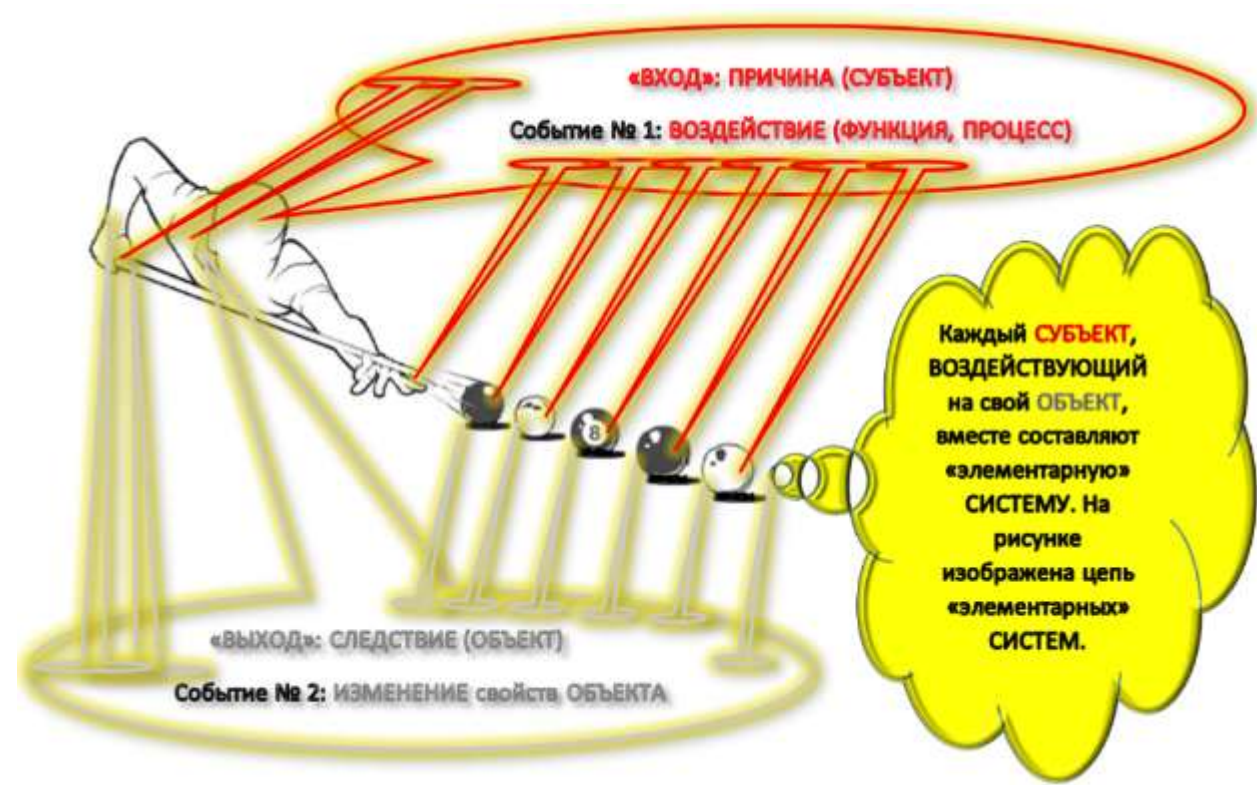 «ВХОД»: ПРИЧИНА (СУБЪЕКТ)
Событие № 1: ВОЗДЕЙСТВИЕ (ФУНКЦИЯ, ПРОЦЕСС)
Каждый СУБЪЕКТ,
ВОЗДЕЙСТВУЮЩИЙ
на свой ОБЪЕКТ,
вместе составляют
«элементарную»
СИСТЕМУ. На
рисунке
изображена цепь
«элементарных»
СИСТЕМ.
8
«ВЫХОД»: СЛЕДСТВИЕ (ОБЪЕКТ)
Событие № 2: ИЗМЕНЕНИЕ свойств ОБЪЕКТА